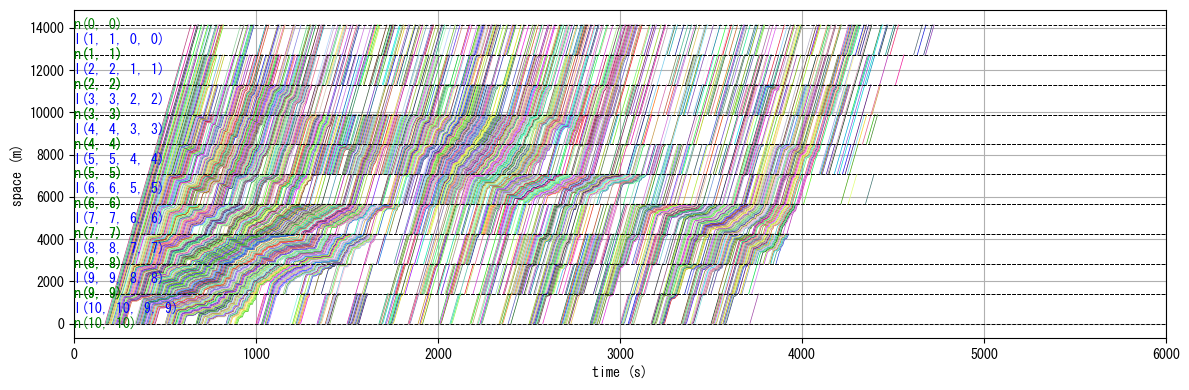 14000
12000
10000
8000
6000
4000
2000
0
space (m)
n(0, 0)
l(1, 1, 0, 0)
n(1, 1)
l(2, 2, 1, 1)
n(2, 2)
l(3, 3, 2, 2)
n(3, 3)
l(4, 4, 3, 3)
n(4, 4)
l(5, 5, 4, 4)
n(5, 5)
l(6, 6, 5, 5)
n(6, 6)
l(7, 7, 6, 6)
n(7, 7)
l(8, 8, 7, 7)
n(8, 8)
l(9, 9, 8, 8)
n(9, 9)
l(10, 10, 9, 9)
n(10, 10)
0 1000 2000 3000 4000 5000 6000
time (s)